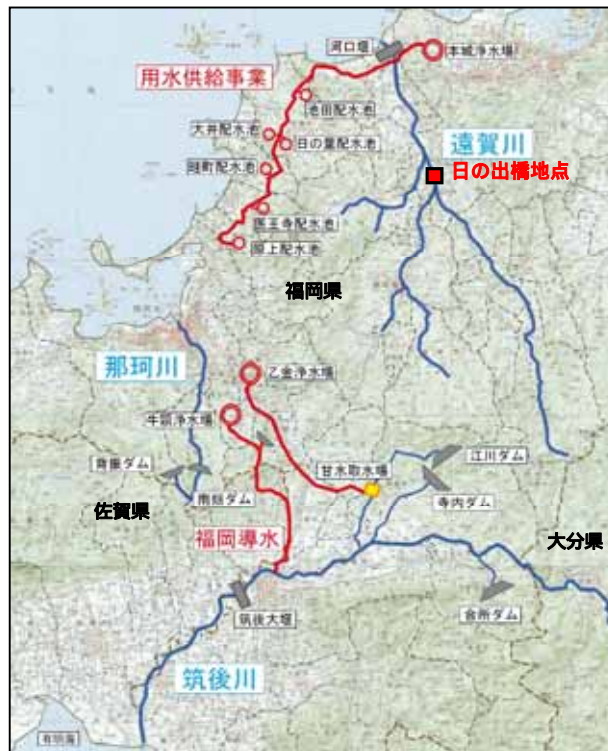 河口堰
本城浄水場
用水供給事業
池田配水池
大井配水池
日の里配水池
遠賀川
日の出橋地点
畦町配水池
医王寺配水池
原上配水池
福岡県
那珂川
乙金浄水場
牛頸浄水場
江川ダム
甘水取水場
背振ダム
寺内ダム
南畑ダム
佐賀県
大分県
福岡導水
筑後大堰
合所ダム
筑後川
有明海